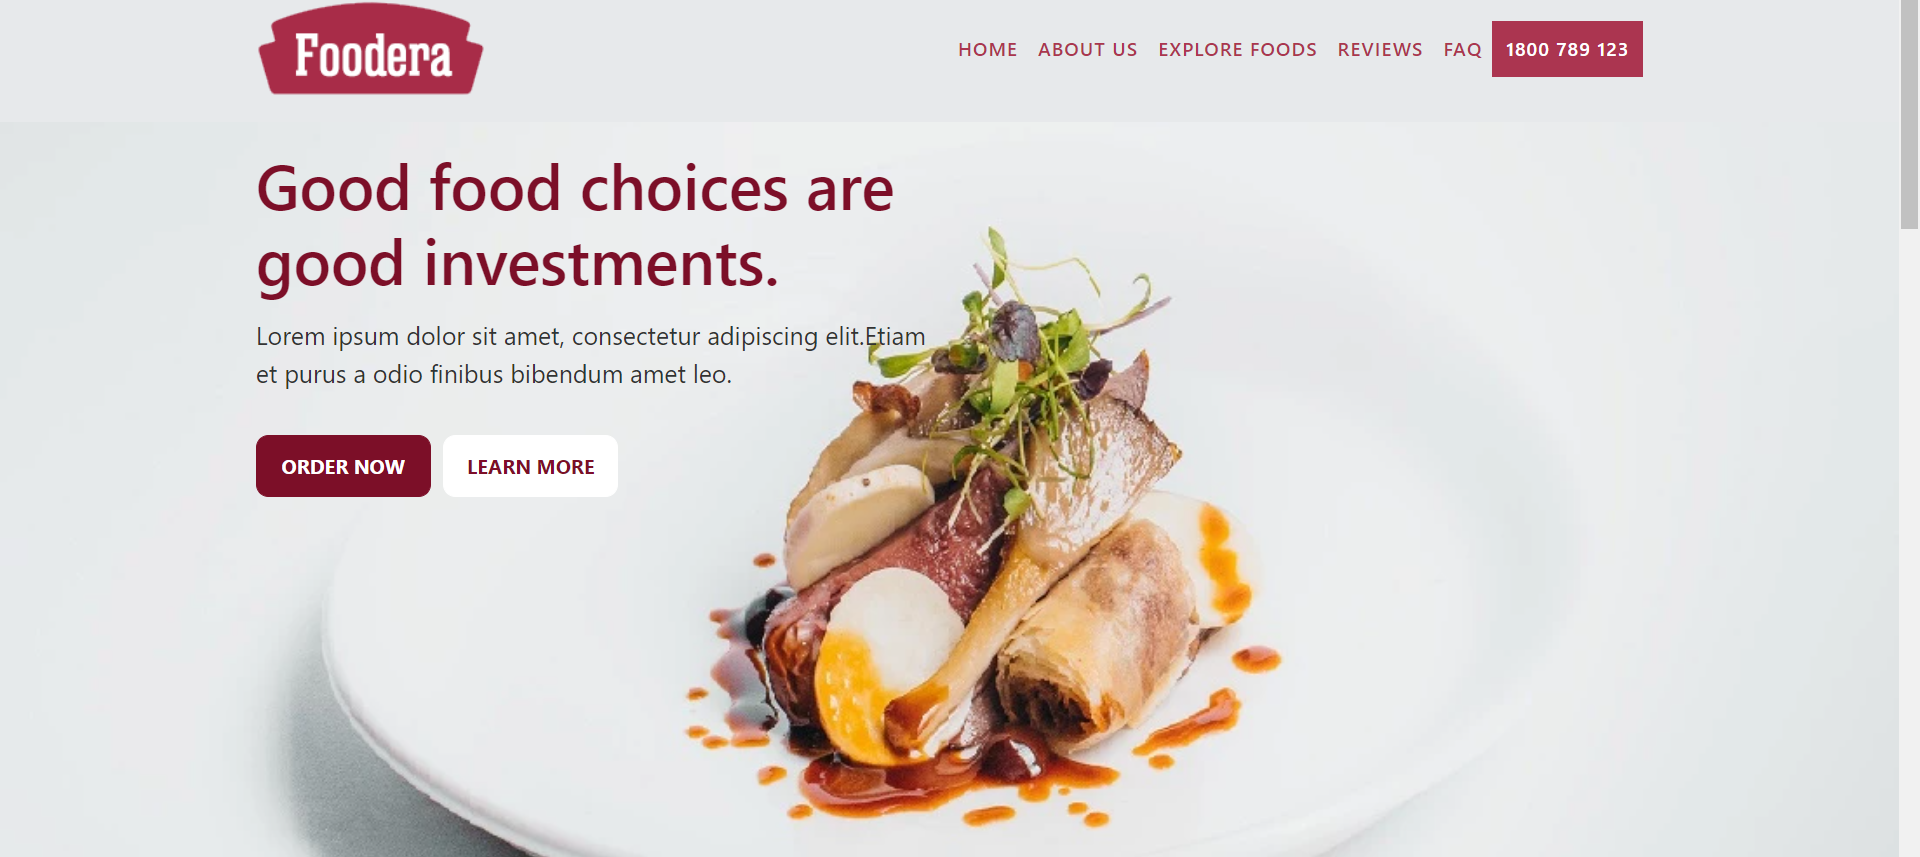 Foodera
HOME ABOUT US EXPLORE FOODS REVIEWS FAQ 1800 789 123
Good food choices are
good investments.
Lorem ipsum dolor sit amet, consectetur adipiscing elit.Etiam
et purus a odio finibus bibendum amet leo.
ORDER NOW LEARN MORE